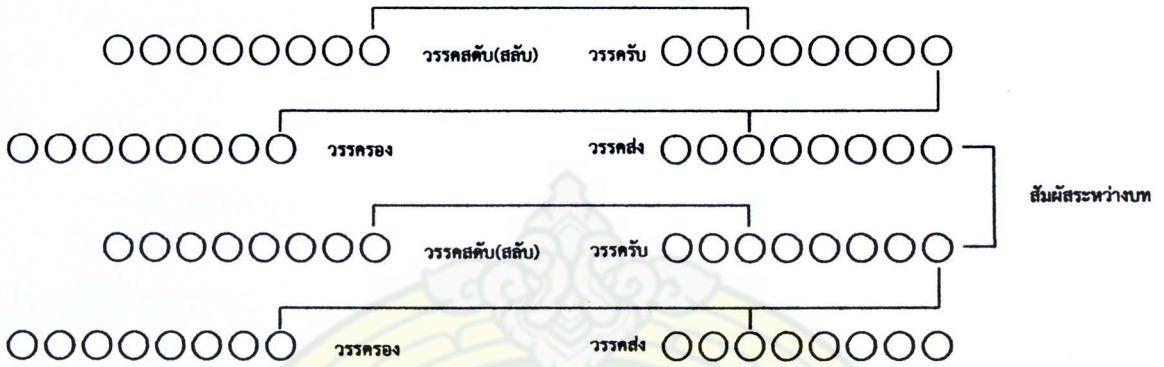 วรรคสดับ(สลับ) วรรครับ
วรรครอง วรรคส่ง
สัมผัสระหว่างบท
วรรคสดับ(สลับ) วรรครับ
วรรครอง วรรคส่ง